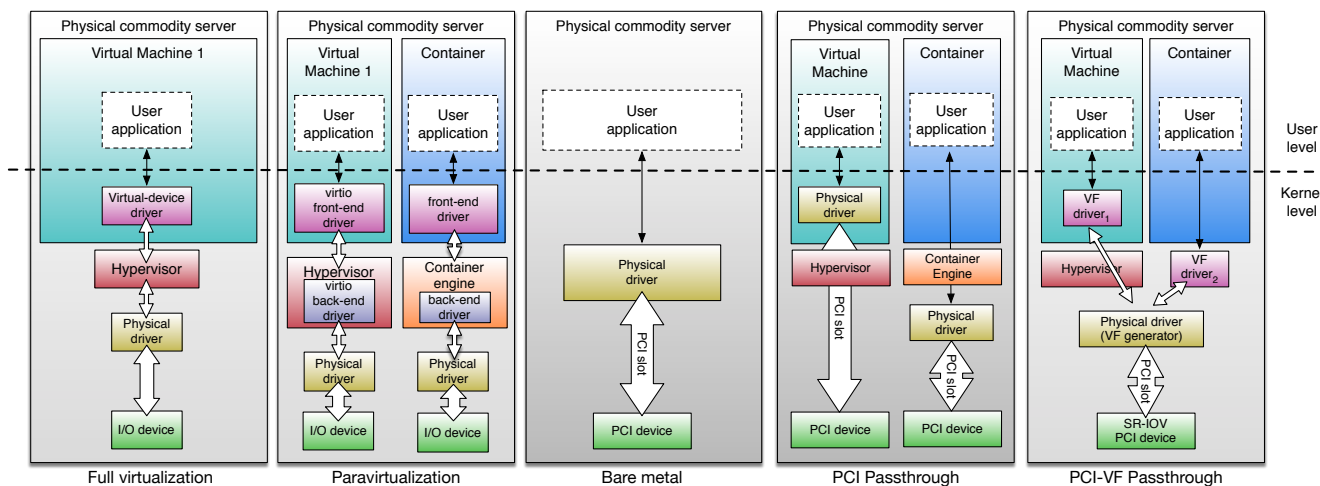 Physical commodity server
Virtual Machine 1
User
application
Virtual-device
driver
Hypervisor
Physical
driver
I/O device
Full virtualization
Physical commodity server
Virtual
Machine 1
User
application
virtio
front-end
driver
Hypervisor
virtio
back-end
driver
Physical
driver
I/O device
Container
User
application
front-end
driver
Container
engine
back-end
driver
Physical
driver
I/O device
Paravirtualization
Physical commodity server
User
application
Physical
driver
PCI slot
PCI device
Bare metal
Physical commodity server
Virtual
Machine
User
application
Physical
driver
Hypervisor
PCI slot
PCI device
Container
User
application
Container
Engine
Physical
driver
PCI slot
PCI device
PCI Passthrough
Physical commodity server
Virtual
Machine
User
application
VF
driver1
Hypervisor
Container
User
application
VF
driver2
Physical driver
(VF generator)
PCI slot
SR-IOV
PCI device
PCI-VF Passthrough
User
level
Kerne
level